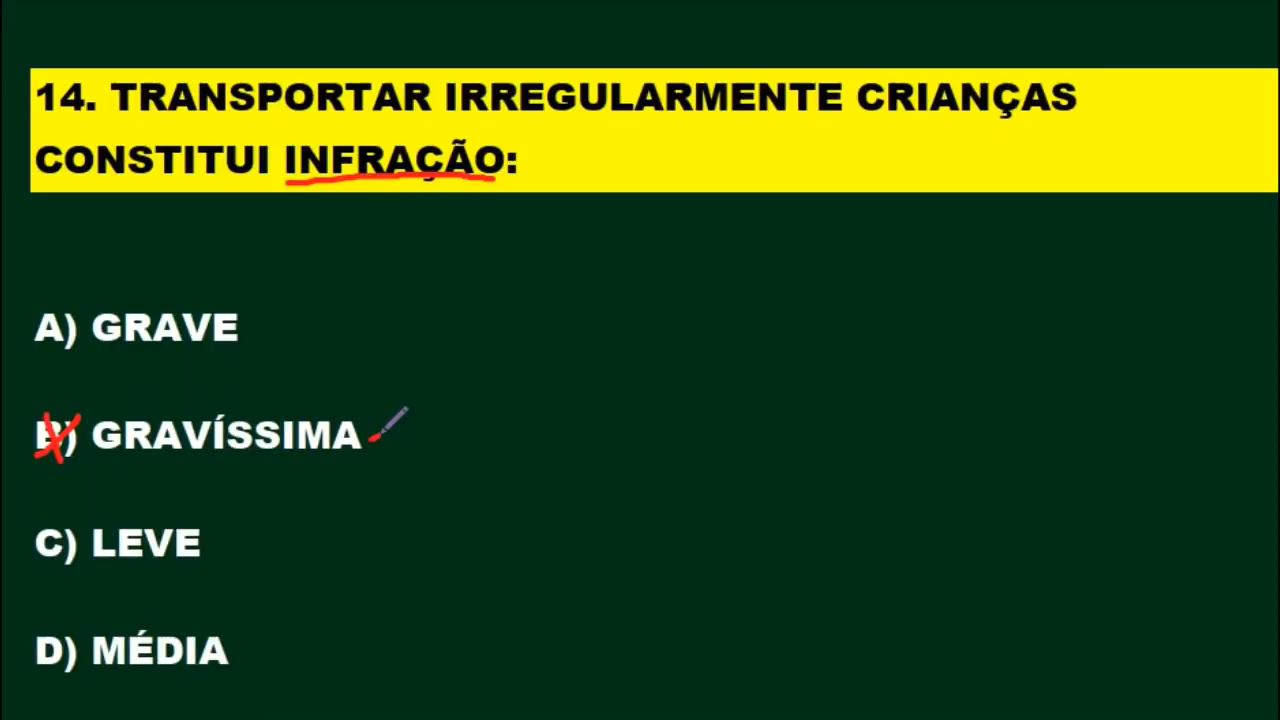 14. TRANSPORTAR IRREGULARMENTE CRIANÇAS
CONSTITUI INFRAÇÃO:
A) GRAVE
B) GRAVÍSSIMA
C) LEVE
D) MÉDIA